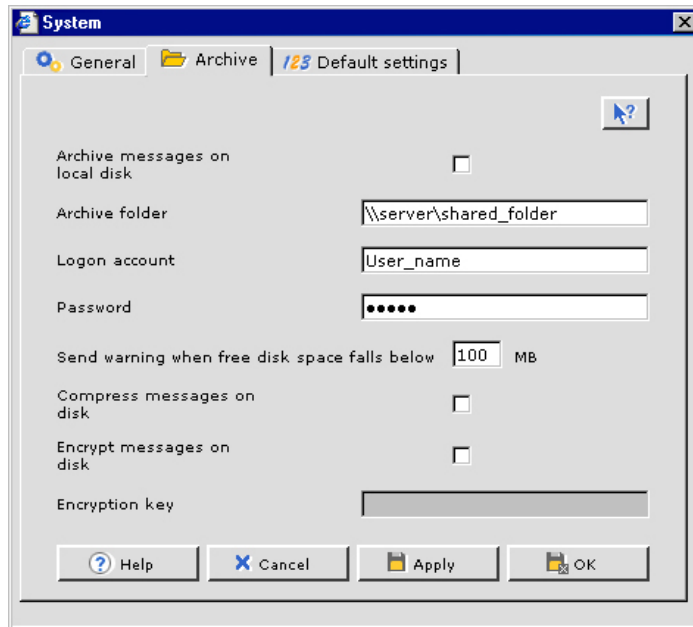 System
General
Archive
123 Default settings
?
Archive messages on
local disk
Archive folder
\\server\shared_folder
Logon account
User_name
Password
•••••
Send warning when free disk space falls below 100 MB
Compress messages on
disk
Encrypt messages on
disk
Encryption key
? Help
Cancel
Apply
OK